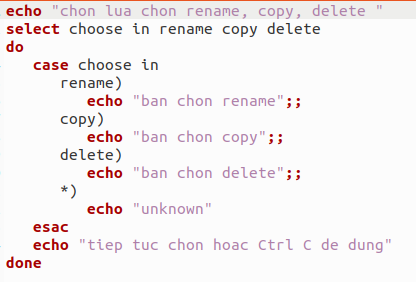 echo "chon lua chon rename, copy, delete "
select choose in rename copy delete
do
   case choose in
      rename)
         echo "ban chon rename";;
      copy)
         echo "ban chon copy";;
      delete)
         echo "ban chon delete";;
      *)
         echo "unknown"
   esac
   echo "tiep tuc chon hoac Ctrl C de dung"
done